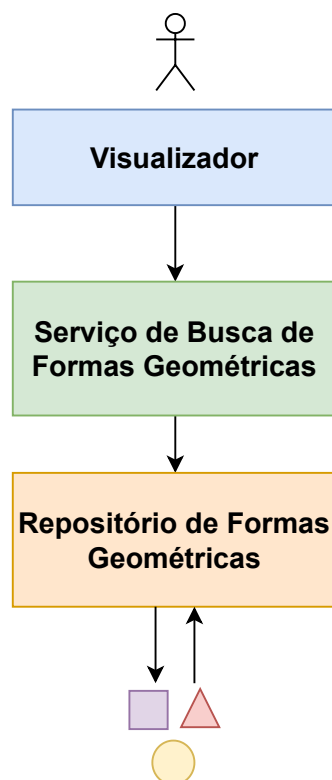 Visualizador
Serviço de Busca de
Formas Geométricas
Repositório de Formas
Geométricas